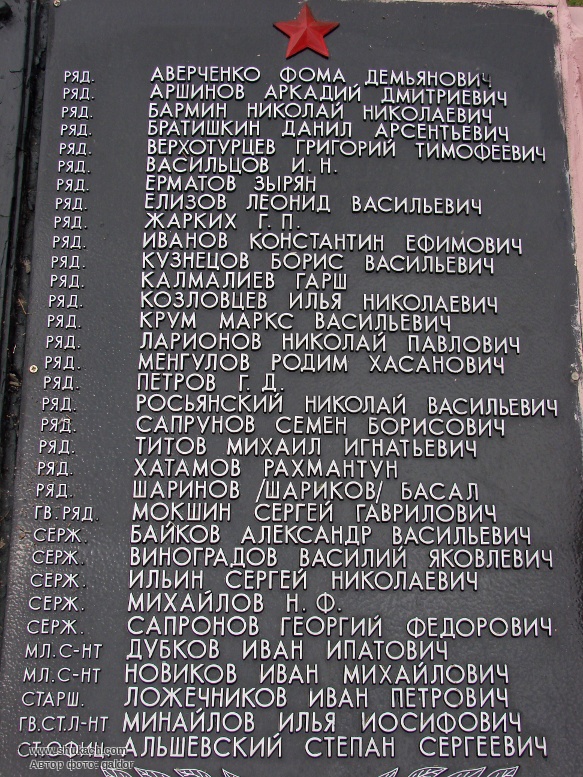 РЯД. АВЕРЧЕНКО ФОМА ДЕМЬЯНОВИЧ
РЯД. АРШИНОВ АРКАДИЙ ДМИТРИЕВИЧ
РЯД. БАРМИН НИКОЛАЙ НИКОЛАЕВИЧ
РЯД. БРАТИШКИН ДАНИЛ АРСЕНТЬЕВИЧ
РЯД. ВЕРХОТУРЦЕВ ГРИГОРИЙ ТИМОФЕЕВИЧ
РЯД. ВАСИЛЬЦОВ И. Н.
РЯД. ЕРМАТОВ ЗЫРЯН
РЯД. ЕЛИЗОВ ЛЕОНИД ВАСИЛЬЕВИЧ
РЯД. ЖАРКИХ Г. П.
РЯД. ИВАНОВ КОНСТАНТИН ЕФИМОВИЧ
РЯД. КУЗНЕЦОВ БОРИС ВАСИЛЬЕВИЧ
РЯД. КАЛМАЛИЕВ ГАРШ
РЯД. КОЗЛОВЦЕВ ИЛЬЯ НИКОЛАЕВИЧ
РЯД. КРУМ МАРКС ВАСИЛЬЕВИЧ
РЯД. ЛАРИОНОВ НИКОЛАЙ ПАВЛОВИЧ
РЯД. МЕНГУЛОВ РОДИМ ХАСАНОВИЧ
РЯД. ПЕТРОВ Г. Д.
РЯД. РОСЬЯНСКИЙ НИКОЛАЙ ВАСИЛЬЕВИЧ
РЯД. САПРУНОВ СЕМЕН БОРИСОВИЧ
РЯД. ТИТОВ МИХАИЛ ИГНАТЬЕВИЧ
РЯД. ХАТАМОВ РАХМАНТУН
РЯД. ШАРИНОВ /ШАРИКОВ/ БАСАЛ
ГВ. РЯД. МОКШИН СЕРГЕЙ ГАВРИЛОВИЧ
СЕРЖ. БАЙКОВ АЛЕКСАНДР ВАСИЛЬЕВИЧ
СЕРЖ. ВИНОГРАДОВ ВАСИЛИЙ ЯКОВЛЕВИЧ
СЕРЖ. ИЛЬИН СЕРГЕЙ НИКОЛАЕВИЧ
СЕРЖ. МИХАЙЛОВ Н. Ф.
СЕРЖ. САПРОНОВ ГЕОРГИЙ ФЕДОРОВИЧ
МЛ. С-НТ ДУБКОВ ИВАН ИПАТОВИЧ
МЛ. С-НТ НОВИКОВ ИВАН МИХАЙЛОВИЧ
СТАРШ. ЛОЖЕЧНИКОВ ИВАН ПЕТРОВИЧ
ГВ.СТ.Л-НТ МИНАЙЛОВ ИЛЬЯ ИОСИФОВИЧ
АЛЬШЕВСКИЙ СТЕПАН СЕРГЕЕВИЧ
www.shukach.com
Автор фото: galdor